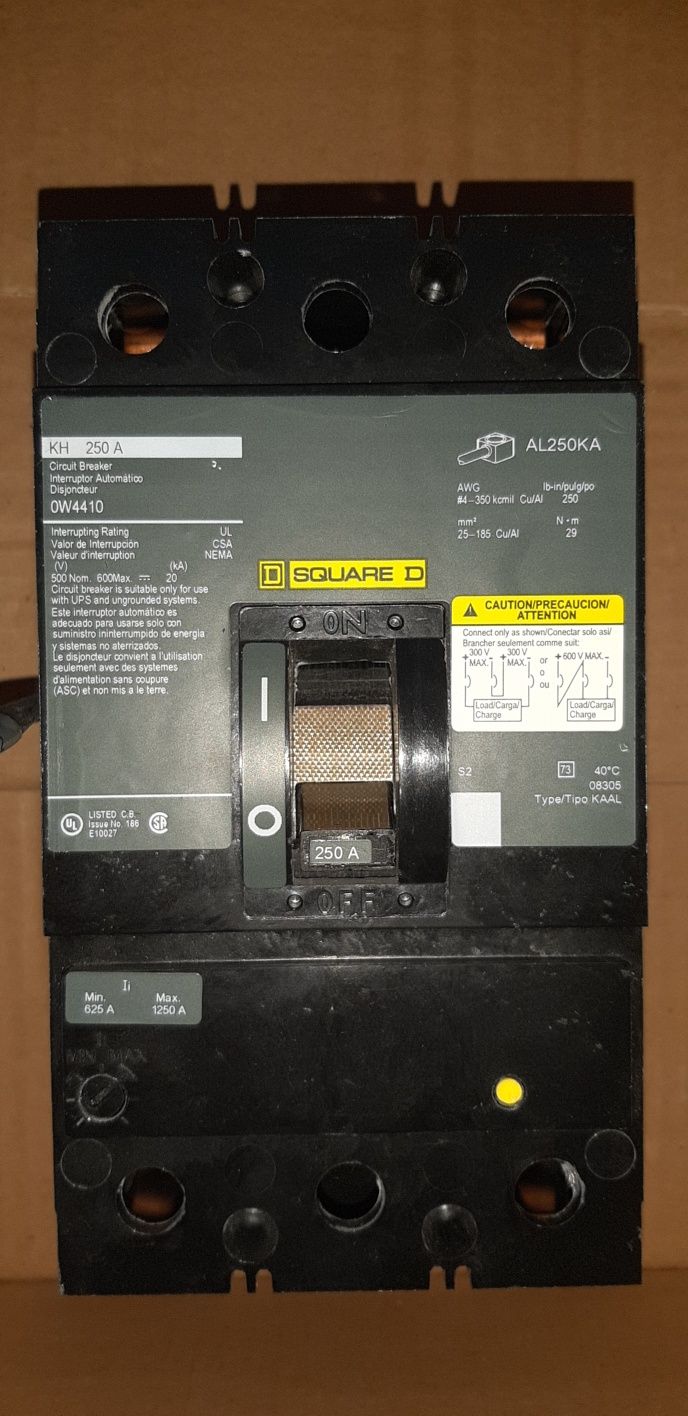 KH 250 A
Circuit Breaker
Interruptor Automático
Disjoncteur
0W4410
Interrupting Rating UL
Valor de Interrupción CSA
Valeur d'interruption NEMA
(V) (kA)
500 Nom. 600Max. ⎓ 20
Circuit breaker is suitable only for use
with UPS and ungrounded systems.
Este interruptor automático es
adecuado para usarse solo con
suministro ininterrumpido de energía
y sistemas no aterrizados.
Le disjoncteur convient a l'utilisation
seulement avec des systemes
d'alimentation sans coupure
(ASC) et non mis a le terre.
UL
LISTED C.B.
Issue No. 186
E10027
SA
AL250KA
AWG lb-in/pulg/po
#4–350 kcmil Cu/Al 250
mm² N•m
25–185 Cu/Al 29
D SQUARE D
CAUTION/PRECAUCION/
ATTENTION
Connect only as shown/Conectar solo asi/
Brancher seulement comme suit:
+ 300 V – MAX.
+ 300 V – MAX.
or
o
ou
+ 600 V MAX. –
Load/Carga/
Charge
Load/Carga/
Charge
S2 73 40°C
08305
Type/Tipo KAAL
ON
I
O
250 A
OFF
Ii
Min. Max.
625 A 1250 A
MIN MAX